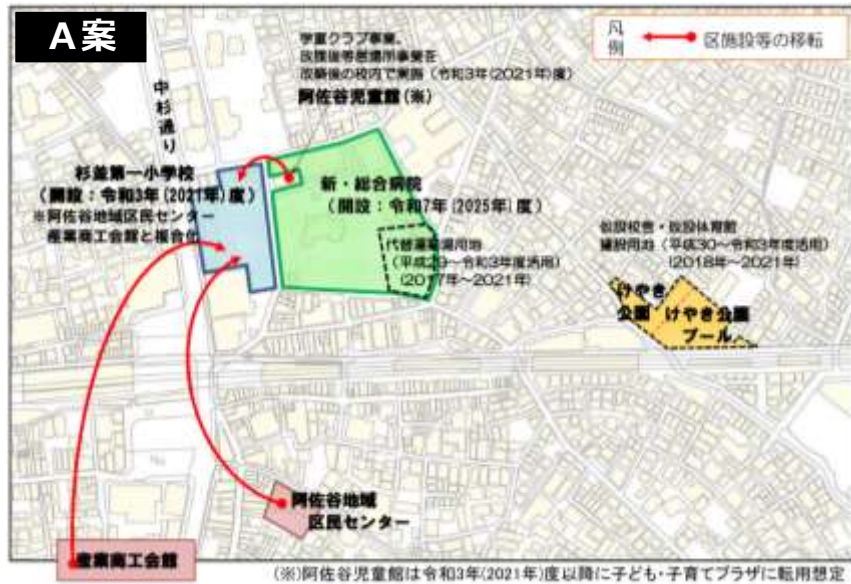 A案
凡例
区施設等の移転
中杉通り
学童クラブ事業、
放課後等居場所事業を
改築後の校内で実施（令和3年(2021年)度）
阿佐谷児童館(※)
杉並第一小学校
（開設：令和3年(2021年)度）
※阿佐谷地域区民センター
産業商工会館と複合化
新・総合病院
（開設：令和7年(2025年)度）
代替運動場用地
（平成29～令和3年度活用）
(2017年～2021年)
仮設校舎・仮設体育館
建設用地（平成30～令和3年度活用）
(2018年～2021年)
けやき
公園
けやき公園
プール
阿佐谷地域
区民センター
産業商工会館
(※)阿佐谷児童館は令和3年(2021年)度以降に子ども・子育てプラザに転用想定